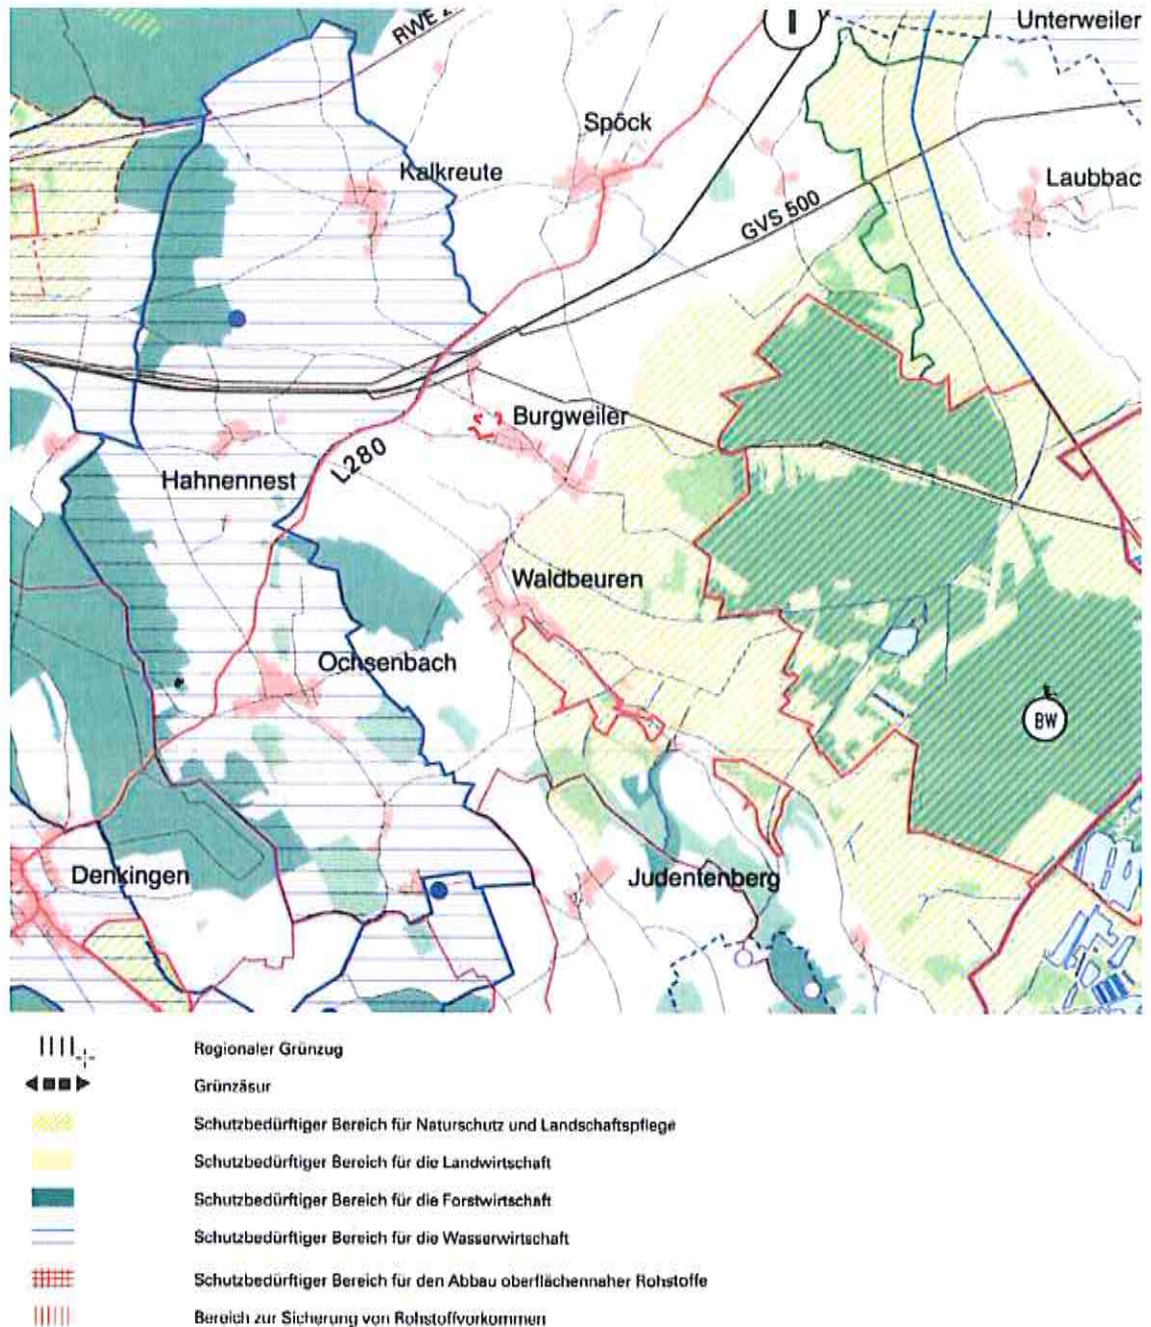 RWE 2
I
Unterweiler
Spöck
Kalkreute
Laubbac
GVS 500
Burgweiler
L280
Hahnennest
Waldbeuren
Ochsenbach
BW
Denkingen
Judentenberg
Regionaler Grünzug
Grünzäsur
Schutzbedürftiger Bereich für Naturschutz und Landschaftspflege
Schutzbedürftiger Bereich für die Landwirtschaft
Schutzbedürftiger Bereich für die Forstwirtschaft
Schutzbedürftiger Bereich für die Wasserwirtschaft
Schutzbedürftiger Bereich für den Abbau oberflächennaher Rohstoffe
Bereich zur Sicherung von Rohstoffvorkommen